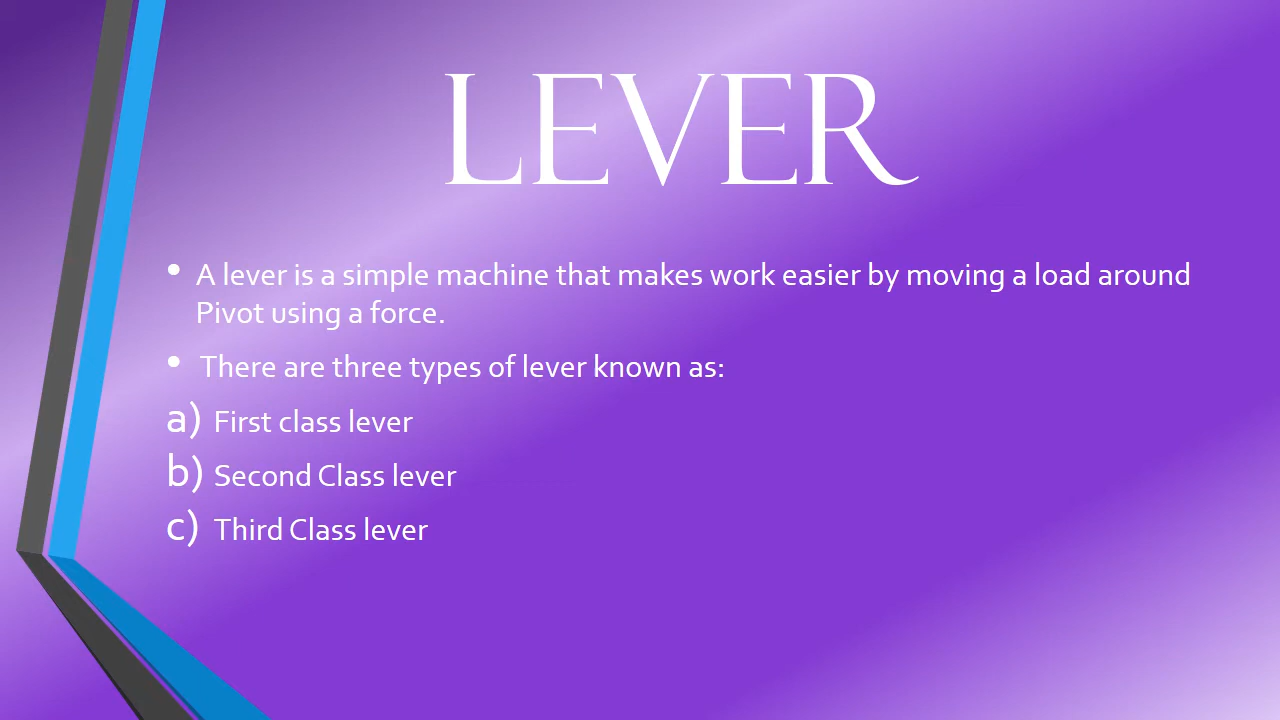 LEVER
• A lever is a simple machine that makes work easier by moving a load around
Pivot using a force.
• There are three types of lever known as:
a) First class lever
b) Second Class lever
c) Third Class lever